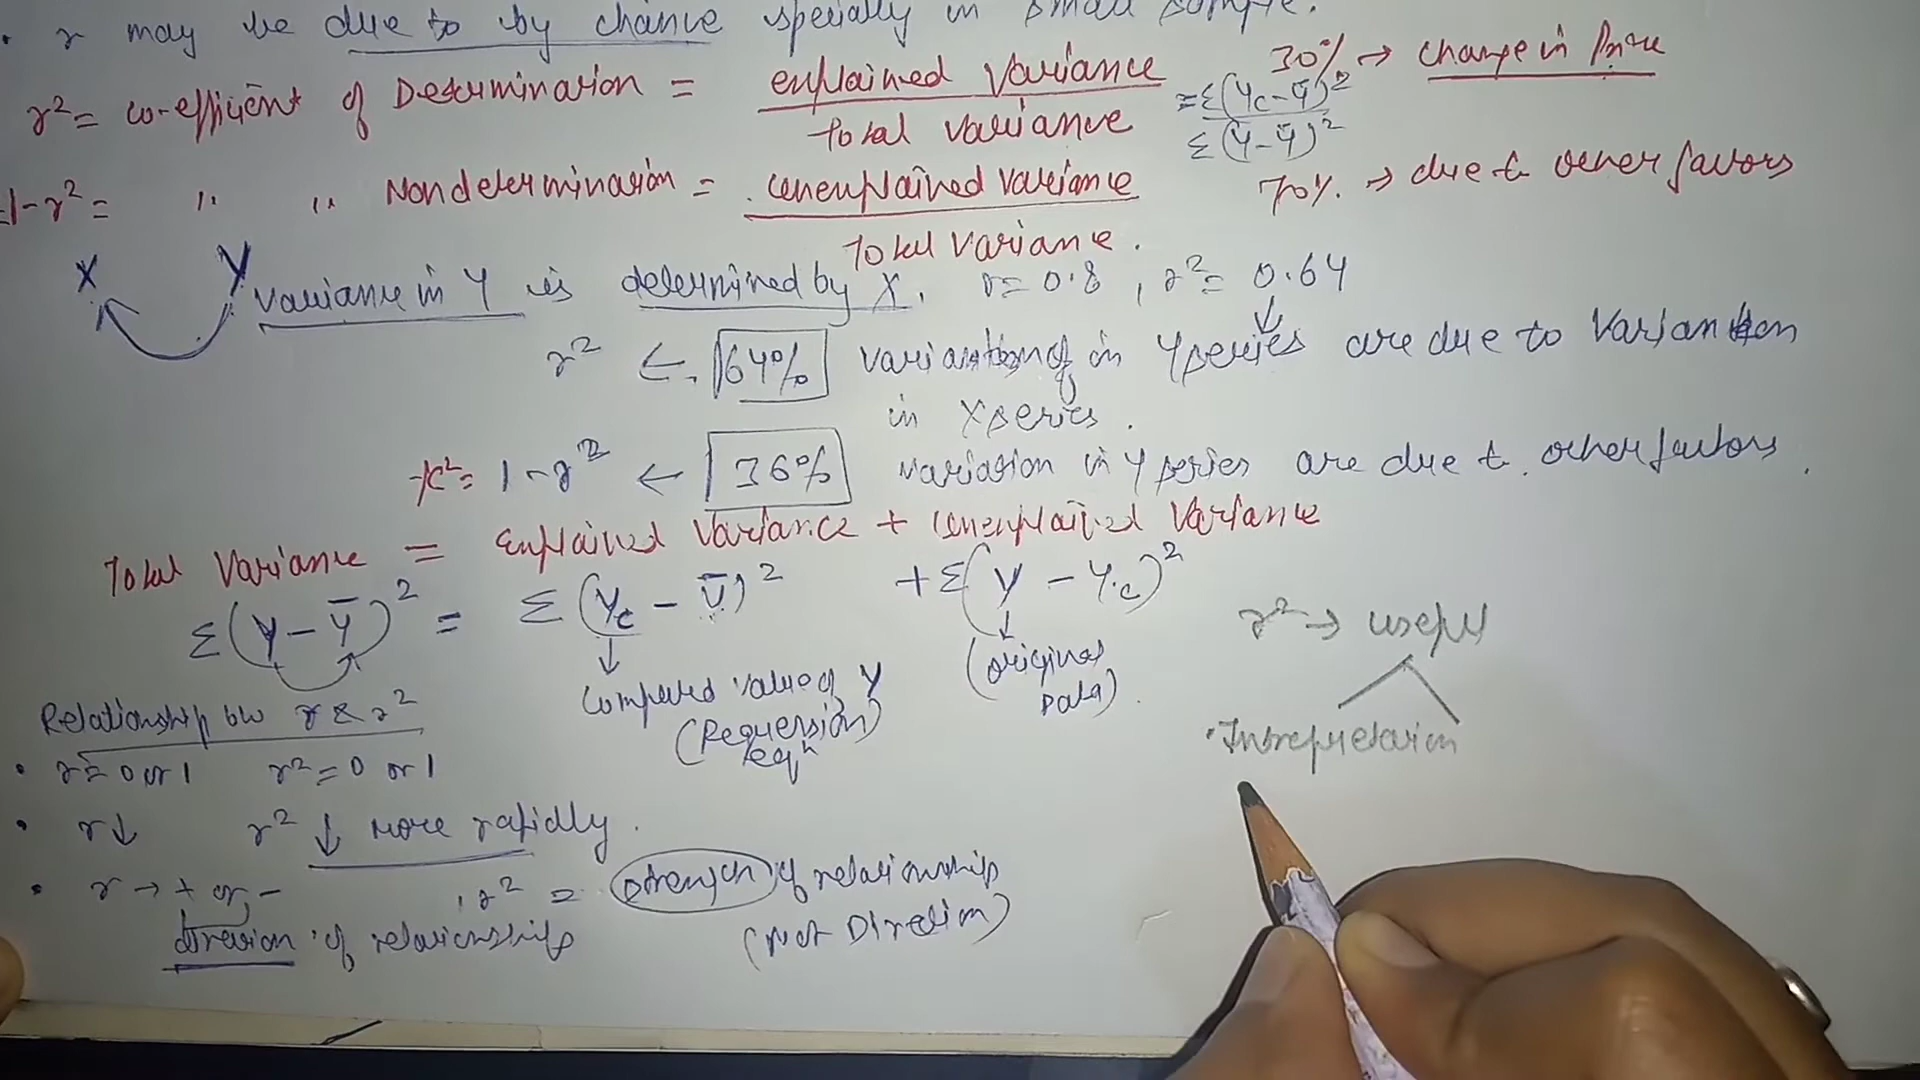 . r may be due to by chance specially in small sample.
r² = co-efficient of Determination = explained Variance / Total Variance = Σ(Yc-Ȳ)² / Σ(Y-Ȳ)²
30% → change in Price
1-r² = " " Nondetermination = unexplained Variance / Total Variance.
70%. → due to other factors
X Y Variance in Y is determined by X. r = 0.8, r² = 0.64
r² ← 64% in Y series are due to Variation
in X series.
k² = 1-r² ← 36% variation in Y series are due to other factors.
Total Variance = Explained Variance + Unexplained Variance
Σ(Y-Ȳ)² = Σ(Yc-Ȳ)² + Σ(Y-Yc)²
Computed value of Y
(Regression
eqⁿ)
(original
Data).
r² → useful
• Interpretation
Relationship b/w r & r²
• r = 0 or 1 r² = 0 or 1
• r↓ r² ↓ More rapidly.
• r → + or - , r² = strength of relationship
direction of relationship (Not Direction)